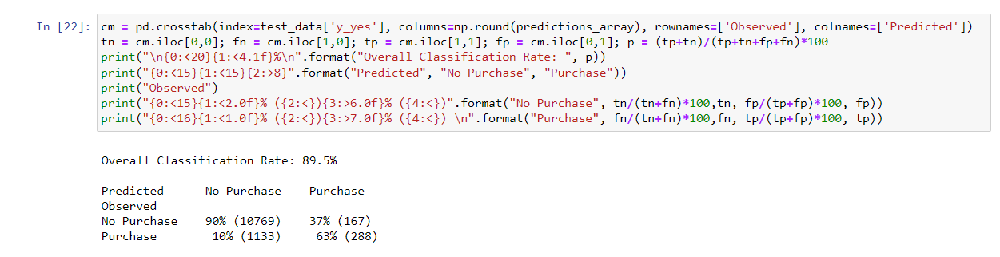 In [22]: cm = pd.crosstab(index=test_data['y_yes'], columns=np.round(predictions_array), rownames=['Observed'], colnames=['Predicted'])
tn = cm.iloc[0,0]; fn = cm.iloc[1,0]; tp = cm.iloc[1,1]; fp = cm.iloc[0,1]; p = (tp+tn)/(tp+tn+fp+fn)*100
print("\n{0:<20}{1:<4.1f}%\n".format("Overall Classification Rate: ", p))
print("{0:<15}{1:<15}{2:>8}".format("Predicted", "No Purchase", "Purchase"))
print("Observed")
print("{0:<15}{1:<2.0f}% ({2:<}){3:>6.0f}% ({4:<})".format("No Purchase", tn/(tn+fn)*100,tn, fp/(tp+fp)*100, fp))
print("{0:<16}{1:<1.0f}% ({2:<}){3:>7.0f}% ({4:<}) \n".format("Purchase", fn/(tn+fn)*100,fn, tp/(tp+fp)*100, tp))
Overall Classification Rate: 89.5%
Predicted      No Purchase    Purchase
Observed
No Purchase    90% (10769)    37% (167)
Purchase        10% (1133)     63% (288)